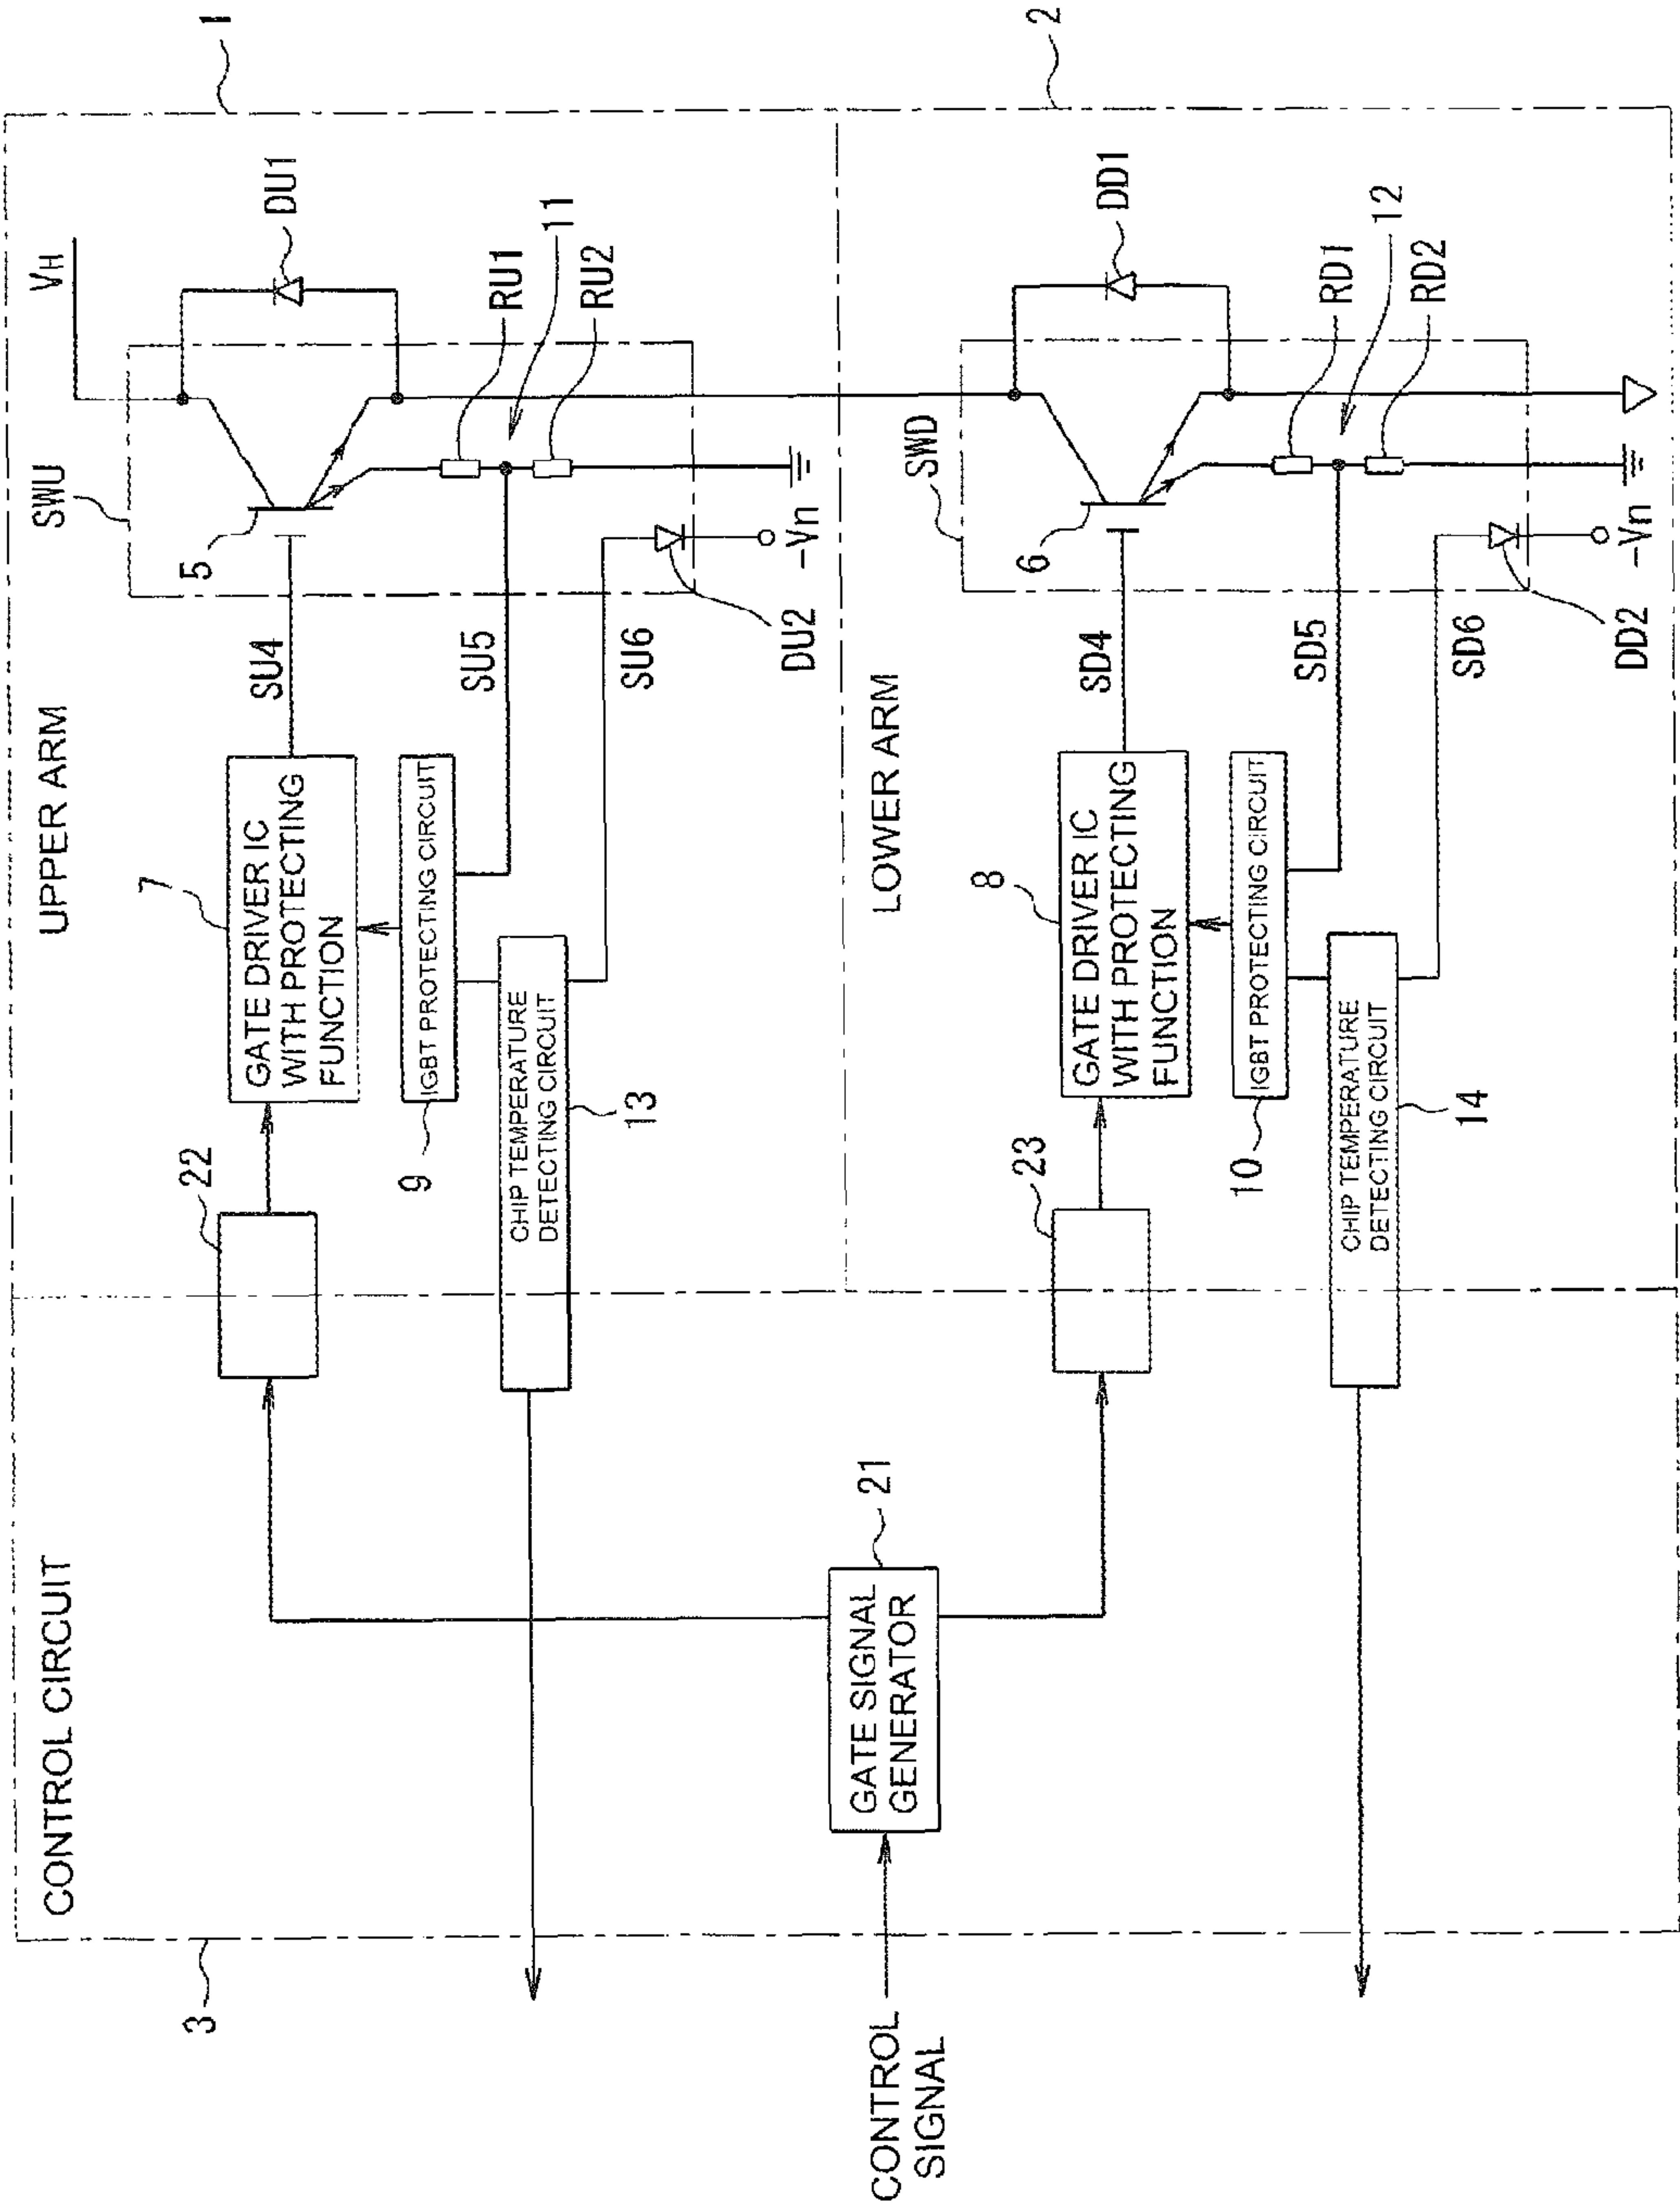 CONTROL CIRCUIT
3
UPPER ARM
1
VH
SWU
5
DU1
RU1
11
RU2
-Vn
DU2
SU4
SU5
SU6
7
GATE DRIVER IC
WITH PROTECTING
FUNCTION
22
IGBT PROTECTING CIRCUIT
9
CHIP TEMPERATURE
DETECTING CIRCUIT
13
GATE SIGNAL
GENERATOR
21
CONTROL
SIGNAL
LOWER ARM
2
SWD
6
DD1
RD1
12
RD2
-Vn
DD2
SD4
SD5
SD6
8
GATE DRIVER IC
WITH PROTECTING
FUNCTION
23
IGBT PROTECTING CIRCUIT
10
CHIP TEMPERATURE
DETECTING CIRCUIT
14